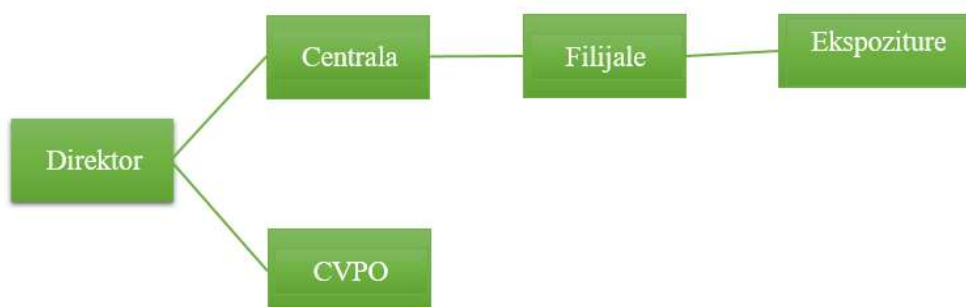 Direktor
Centrala
Filijale
Ekspoziture
CVPO